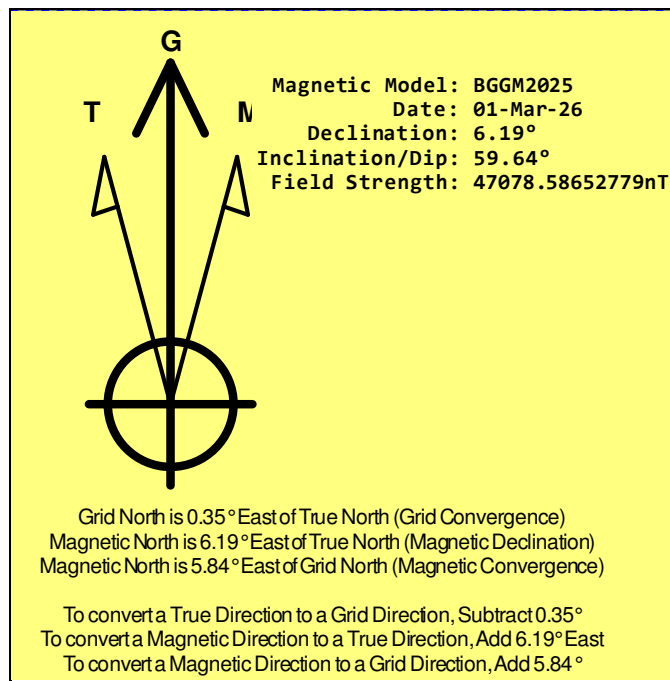 G
T
M
Magnetic Model: BGGM2025
Date: 01-Mar-26
Declination: 6.19°
Inclination/Dip: 59.64°
Field Strength: 47078.58652779nT
Grid North is 0.35° East of True North (Grid Convergence)
Magnetic North is 6.19° East of True North (Magnetic Declination)
Magnetic North is 5.84° East of Grid North (Magnetic Convergence)
To convert a True Direction to a Grid Direction, Subtract 0.35°
To convert a Magnetic Direction to a True Direction, Add 6.19° East
To convert a Magnetic Direction to a Grid Direction, Add 5.84°